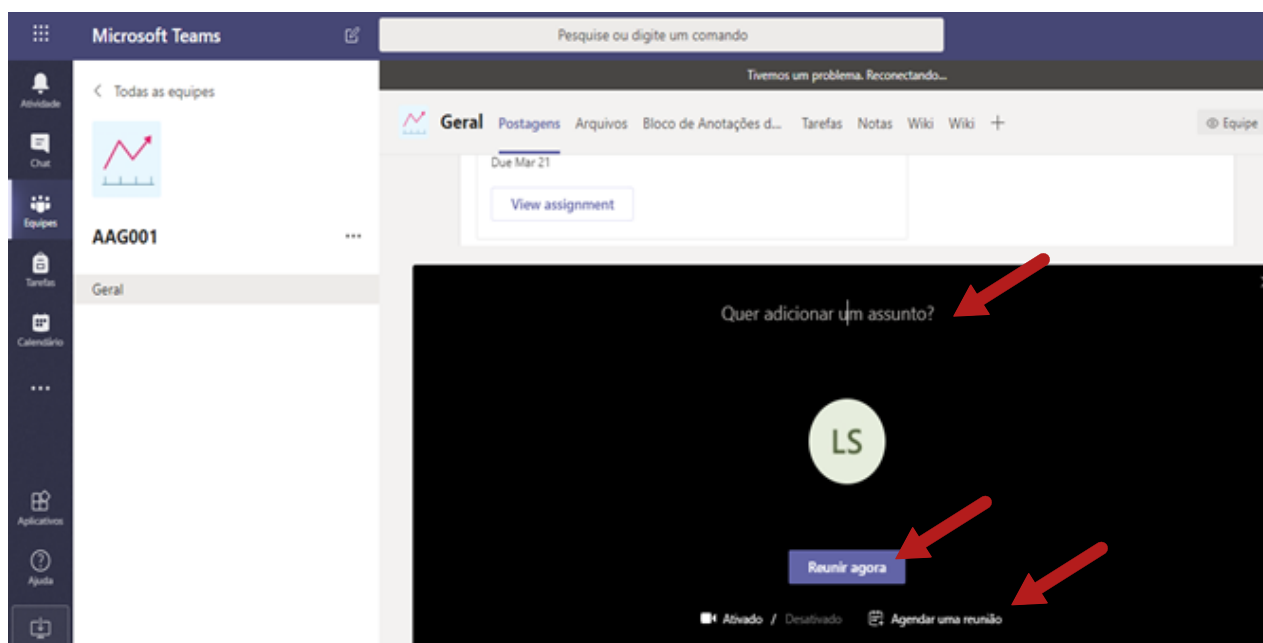 Microsoft Teams
Pesquise ou digite um comando
Tivemos um problema. Reconectando...
Atividade
Chat
Equipes
Tarefas
Calendário
Aplicativos
Ajuda
Todas as equipes
AAG001
Geral
Geral Postagens Arquivos Bloco de Anotações d... Tarefas Notas Wiki Wiki
Equipe
Due Mar 21
View assignment
Quer adicionar um assunto?
LS
Reunir agora
Ativado / Desativado Agendar uma reunião